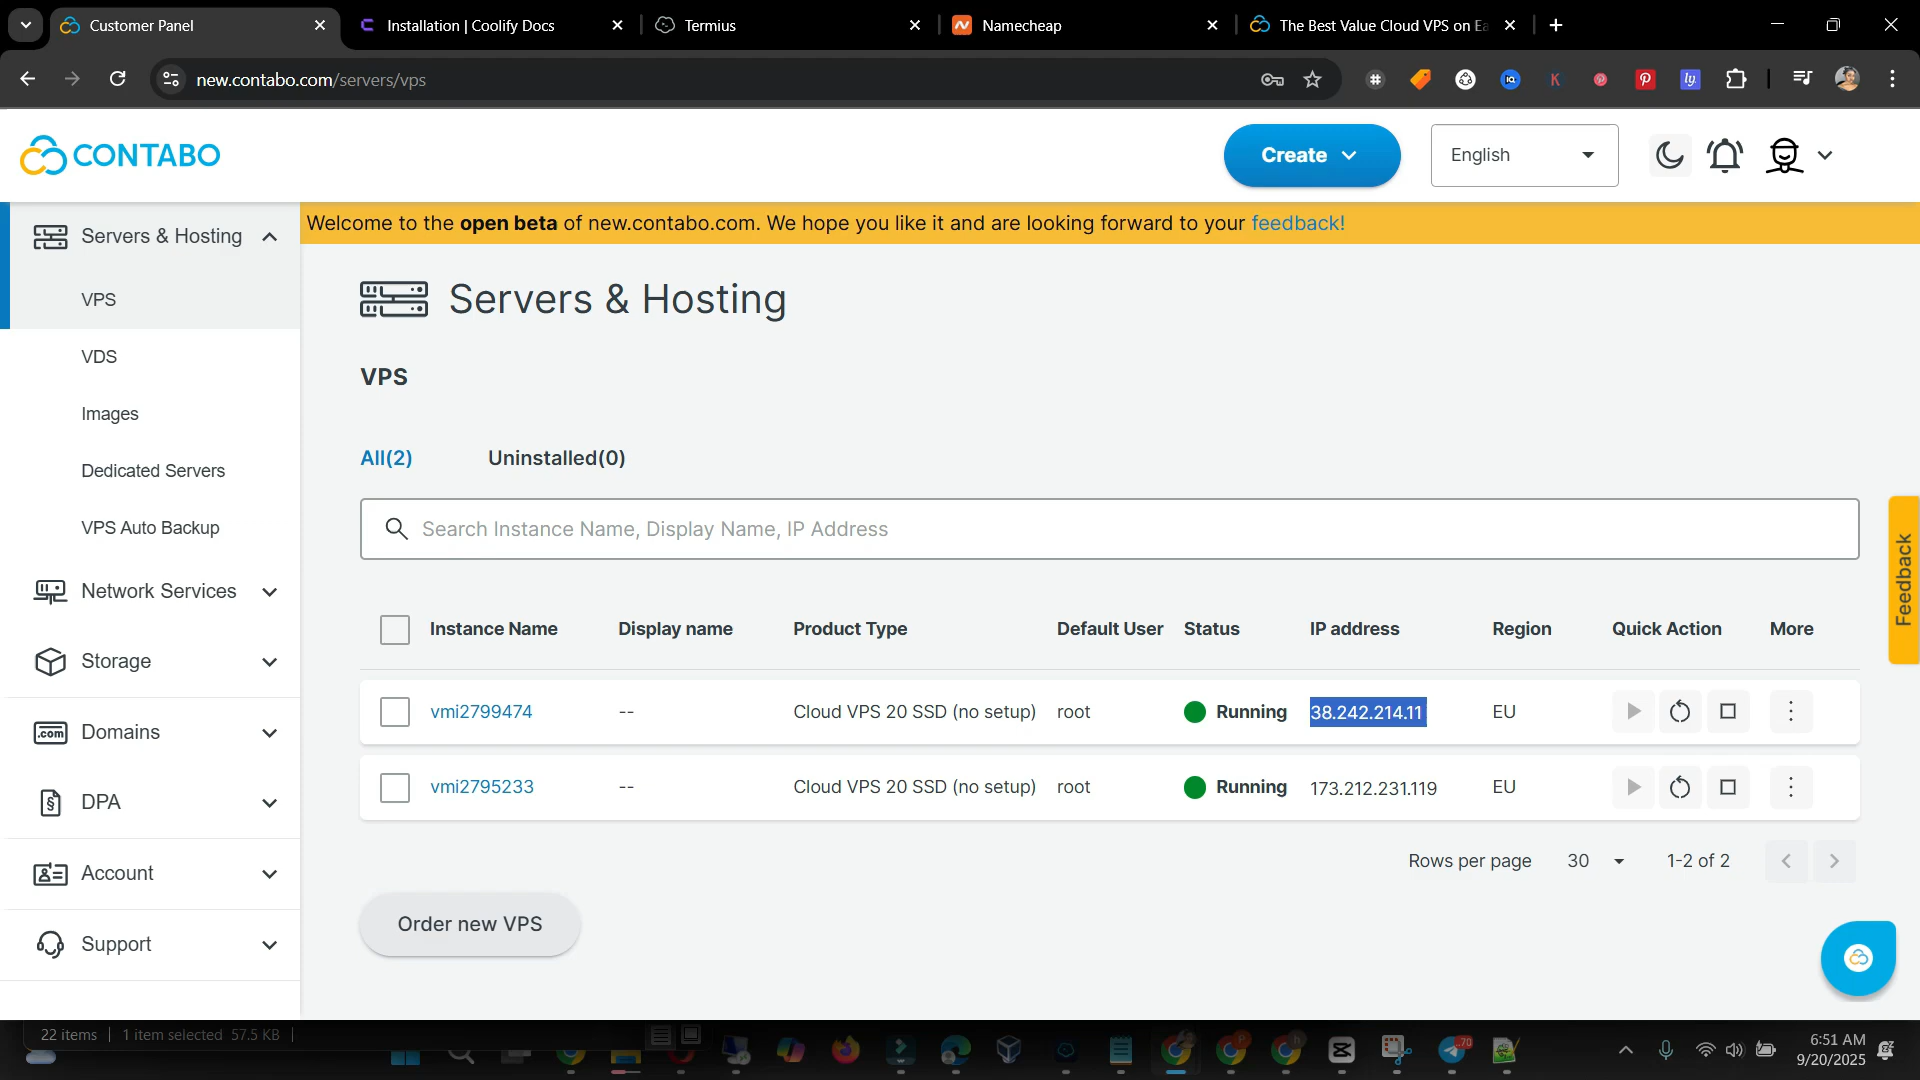 Customer Panel
Installation | Coolify Docs
Termius
Namecheap
The Best Value Cloud VPS on Ea
new.contabo.com/servers/vps
CONTABO
Create
English
Servers & Hosting
VPS
VDS
Images
Dedicated Servers
VPS Auto Backup
Network Services
Storage
Domains
DPA
Account
Support
Welcome to the open beta of new.contabo.com. We hope you like it and are looking forward to your feedback!
Servers & Hosting
VPS
All(2) Uninstalled(0)
Search Instance Name, Display Name, IP Address
Instance Name Display name Product Type Default User Status IP address Region Quick Action More
vmi2799474 -- Cloud VPS 20 SSD (no setup) root Running 38.242.214.11 EU
vmi2795233 -- Cloud VPS 20 SSD (no setup) root Running 173.212.231.119 EU
Rows per page 30 1-2 of 2
Order new VPS
Feedback
22 items 1 item selected 57.5 KB
70
6:51 AM
9/20/2025